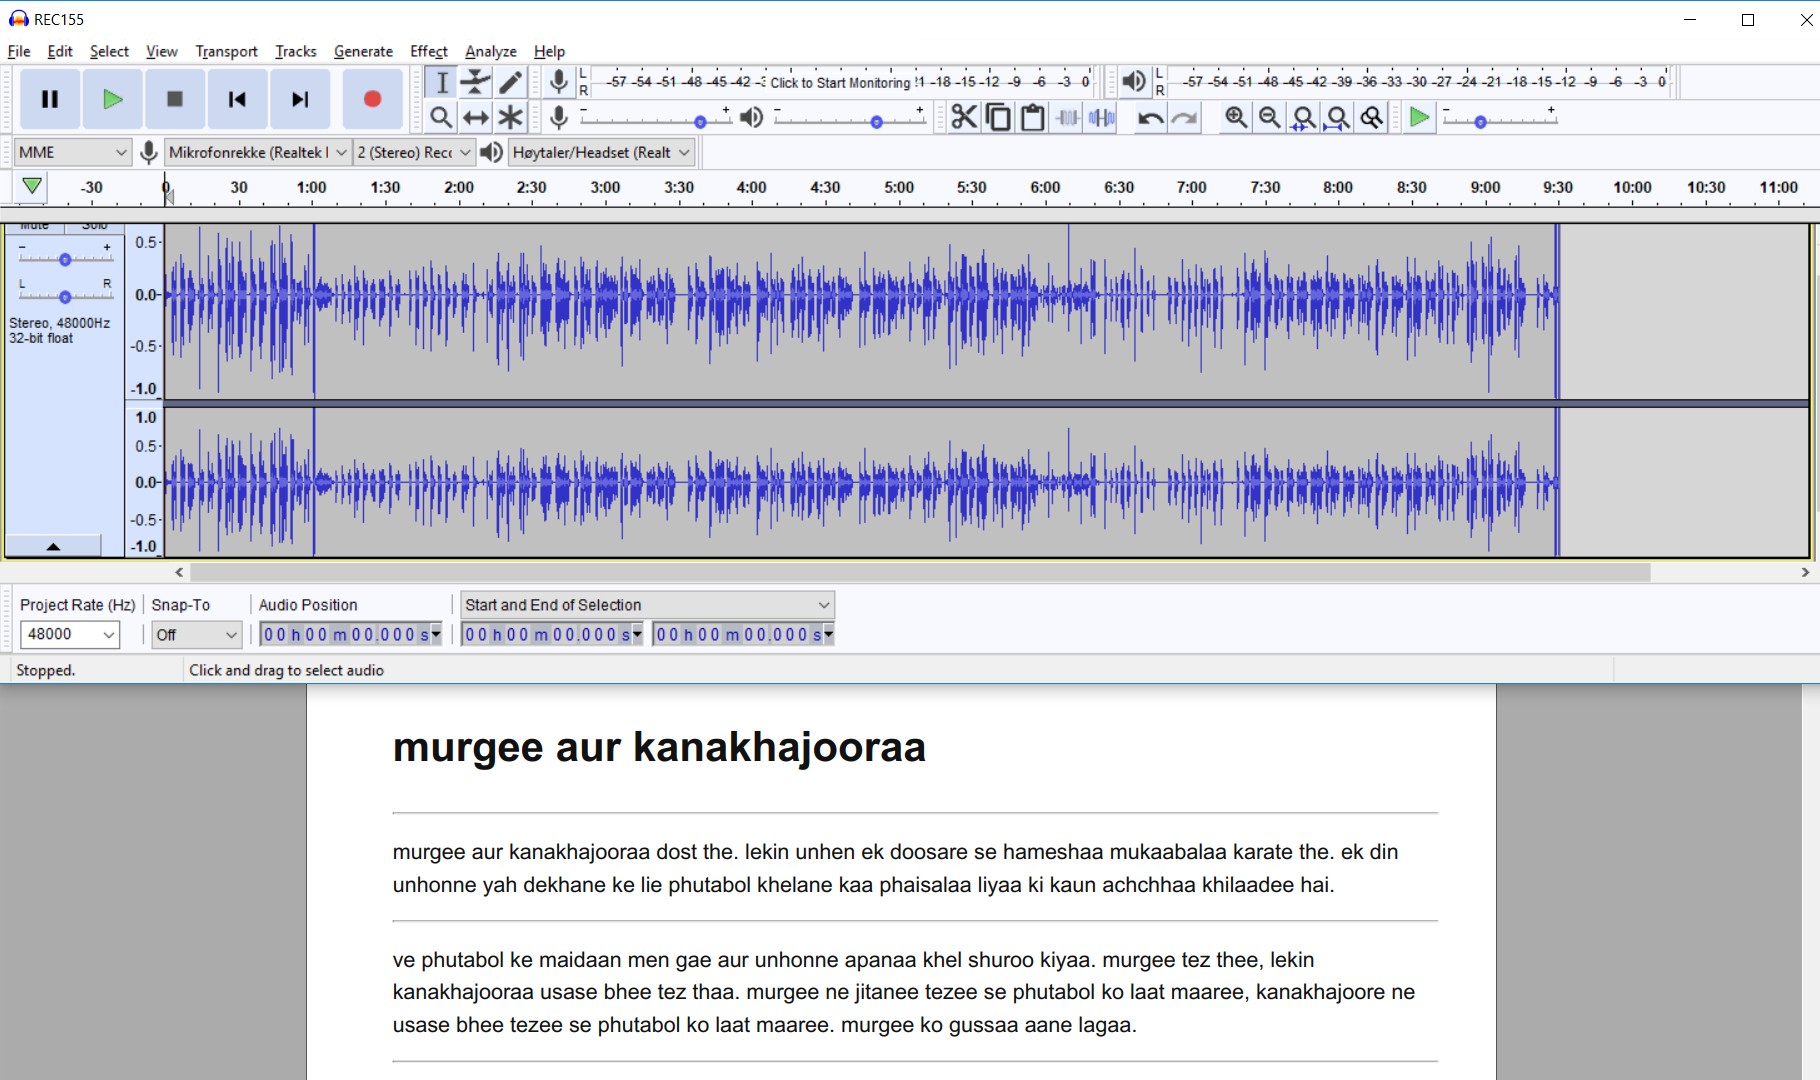 REC155
File Edit Select View Transport Tracks Generate Effect Analyze Help
L R -57 -54 -51 -48 -45 -42 -3 Click to Start Monitoring !1 -18 -15 -12 -9 -6 -3 0 L R -57 -54 -51 -48 -45 -42 -39 -36 -33 -30 -27 -24 -21 -18 -15 -12 -9 -6 -3 0
- + - + - +
MME Mikrofonrekke (Realtek 2 (Stereo) Recc Høytaler/Headset (Realt
-30 0 30 1:00 1:30 2:00 2:30 3:00 3:30 4:00 4:30 5:00 5:30 6:00 6:30 7:00 7:30 8:00 8:30 9:00 9:30 10:00 10:30 11:00
Mute Solo
- +
L R
Stereo, 48000Hz
32-bit float
0.5
0.0
-0.5
-1.0
1.0
0.5
0.0
-0.5
-1.0
Project Rate (Hz) Snap-To Audio Position Start and End of Selection
48000 Off 00 h 00 m 00.000 s 00 h 00 m 00.000 s 00 h 00 m 00.000 s
Stopped. Click and drag to select audio
murgee aur kanakhajooraa
murgee aur kanakhajooraa dost the. lekin unhen ek doosare se hameshaa mukaabalaa karate the. ek din
unhonne yah dekhane ke lie phutabol khelane kaa phaisalaa liyaa ki kaun achchhaa khilaadee hai.
ve phutabol ke maidaan men gae aur unhonne apanaa khel shuroo kiyaa. murgee tez thee, lekin
kanakhajooraa usase bhee tez thaa. murgee ne jitanee tezee se phutabol ko laat maaree, kanakhajoore ne
usase bhee tezee se phutabol ko laat maaree. murgee ko gussaa aane lagaa.